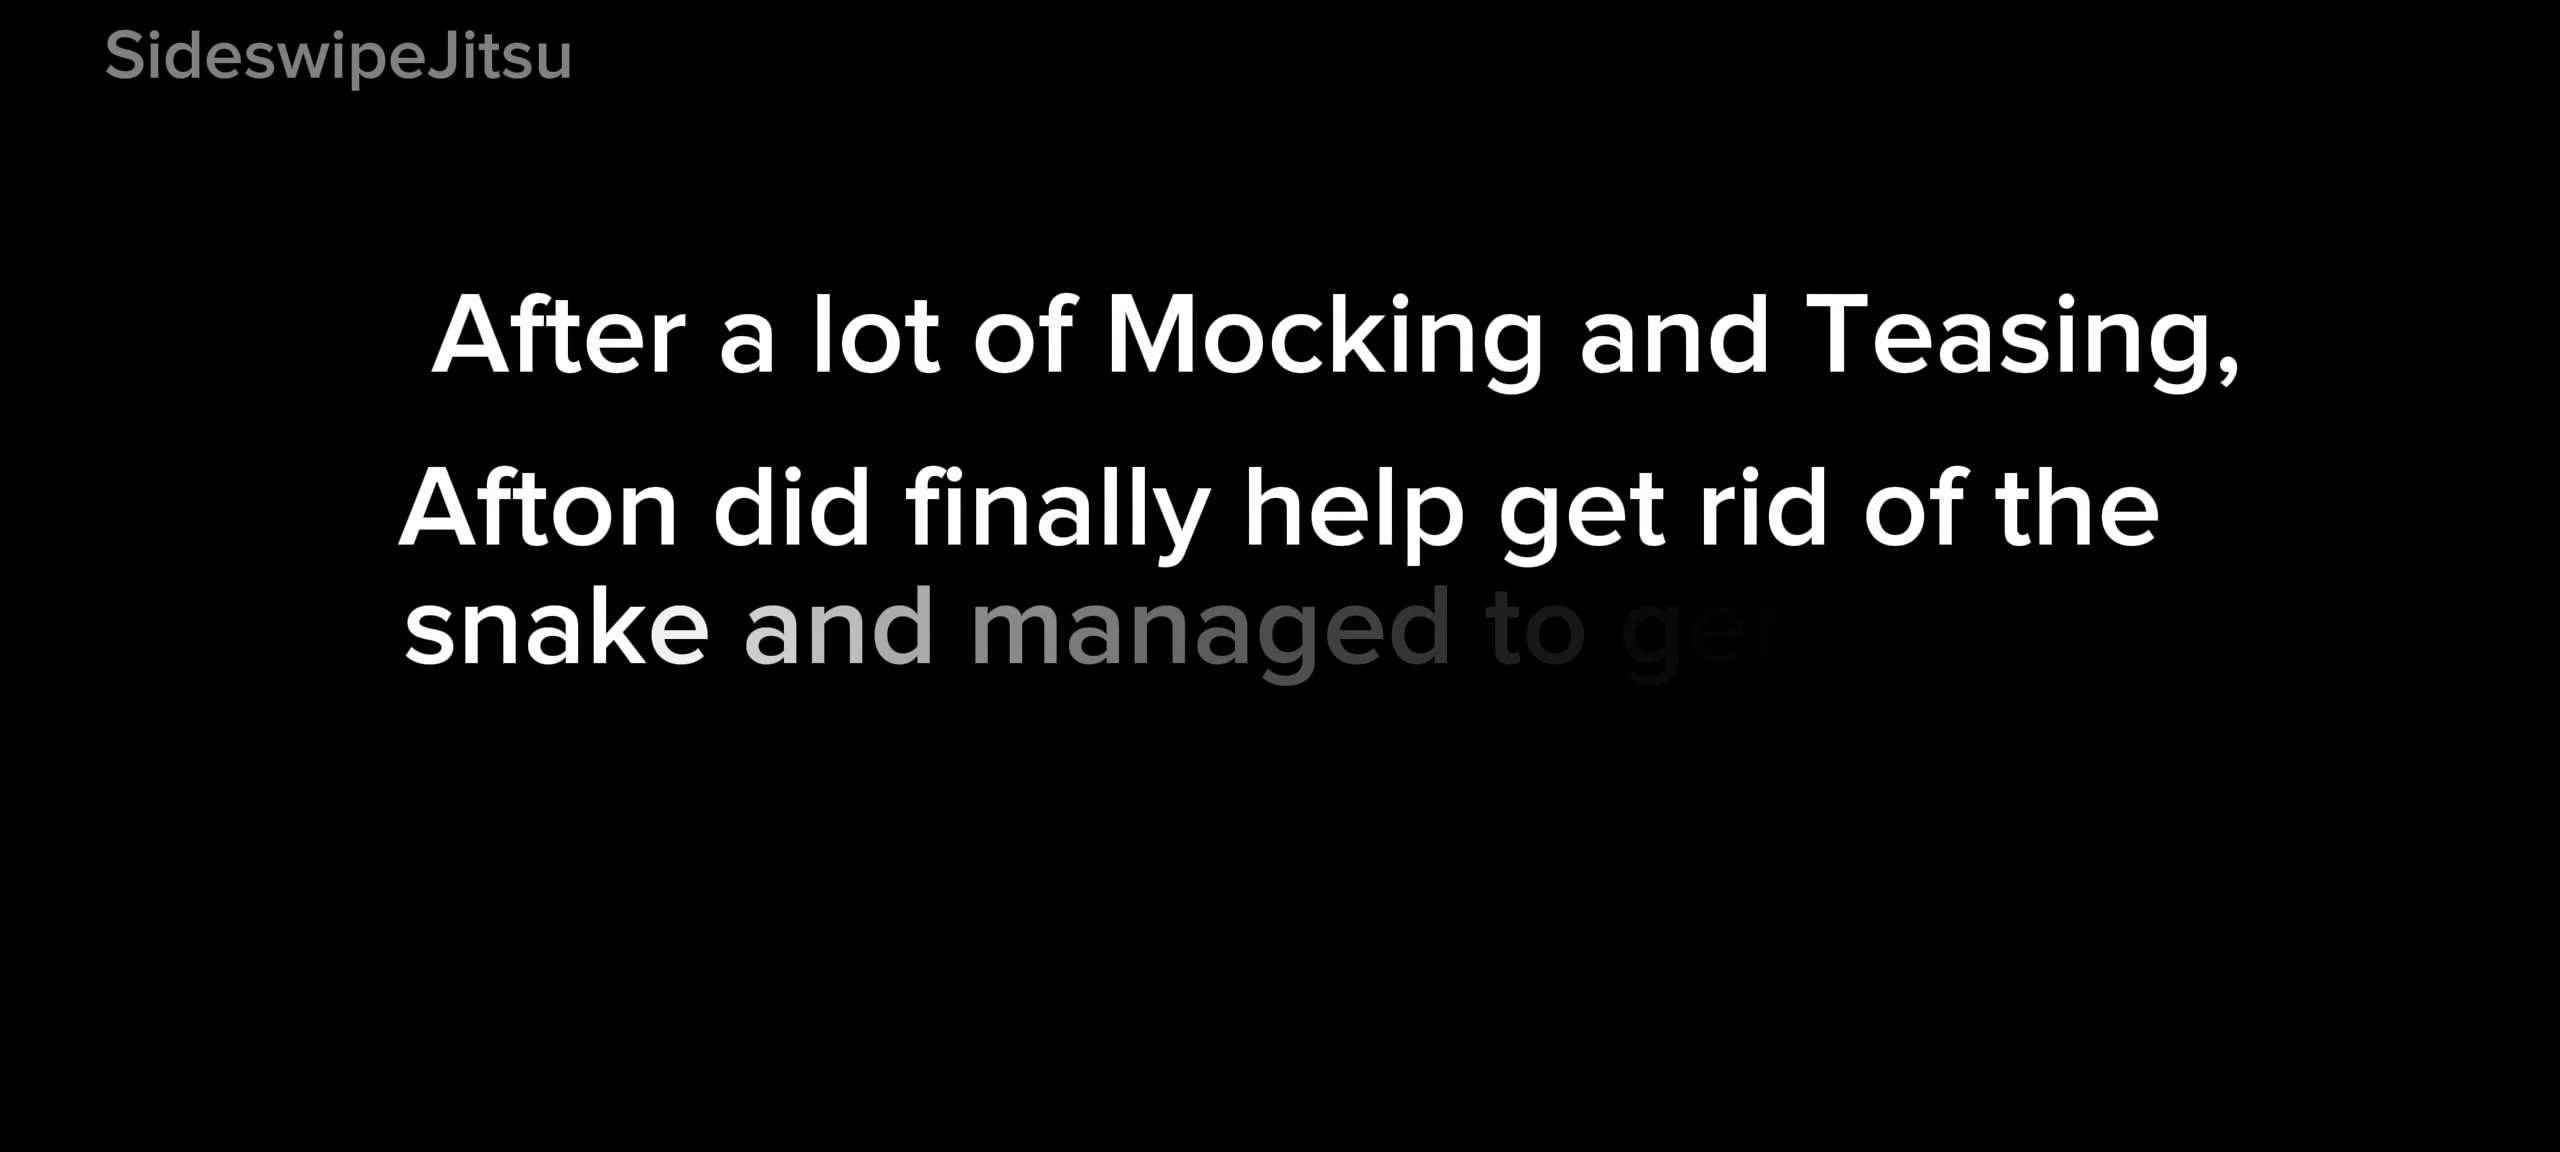 SideswipeJitsu
After a lot of Mocking and Teasing,
Afton did finally help get rid of the
snake and managed to get